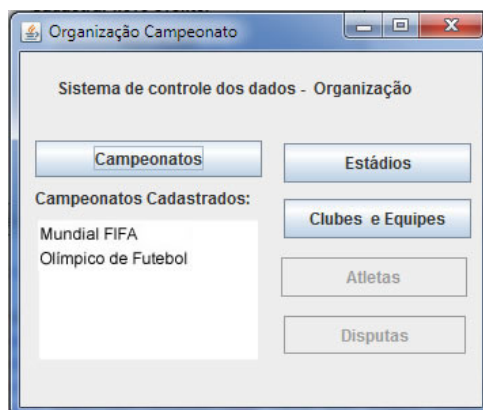 Organização Campeonato
Sistema de controle dos dados - Organização
Campeonatos
Estádios
Campeonatos Cadastrados:
Clubes e Equipes
Mundial FIFA
Olímpico de Futebol
Atletas
Disputas